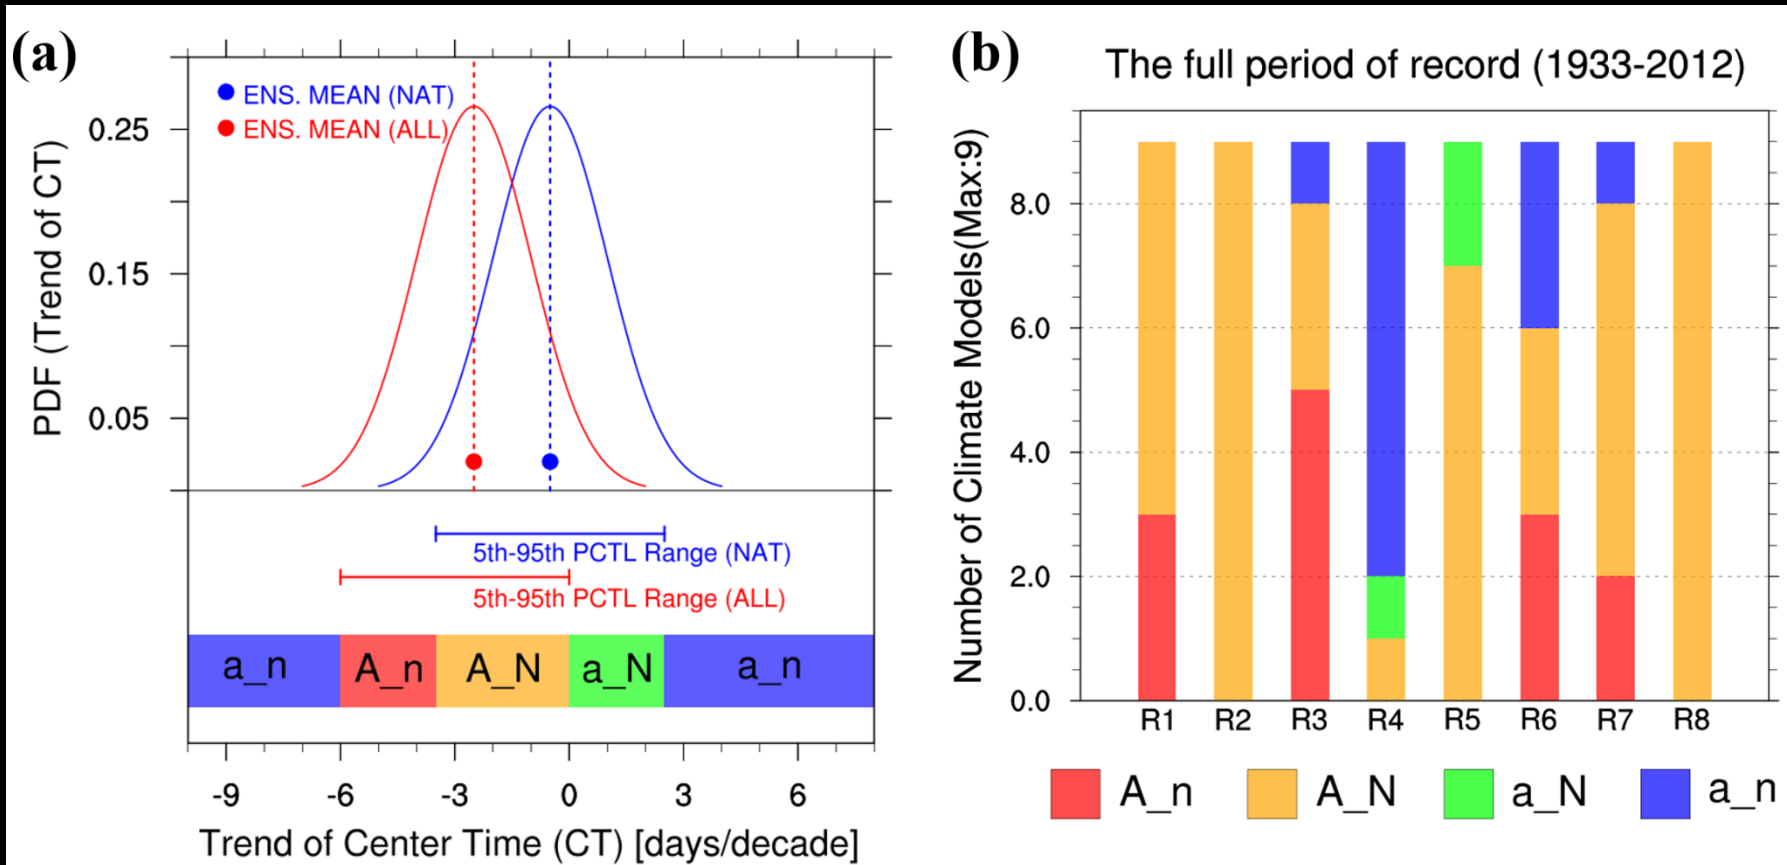 (a)
ENS. MEAN (NAT)
ENS. MEAN (ALL)
PDF (Trend of CT)
0.25
0.15
0.05
5th-95th PCTL Range (NAT)
5th-95th PCTL Range (ALL)
a_n A_n A_N a_N a_n
-9 -6 -3 0 3 6
Trend of Center Time (CT) [days/decade]
(b)
The full period of record (1933-2012)
Number of Climate Models(Max:9)
8.0
6.0
4.0
2.0
0.0
R1 R2 R3 R4 R5 R6 R7 R8
A_n A_N a_N a_n